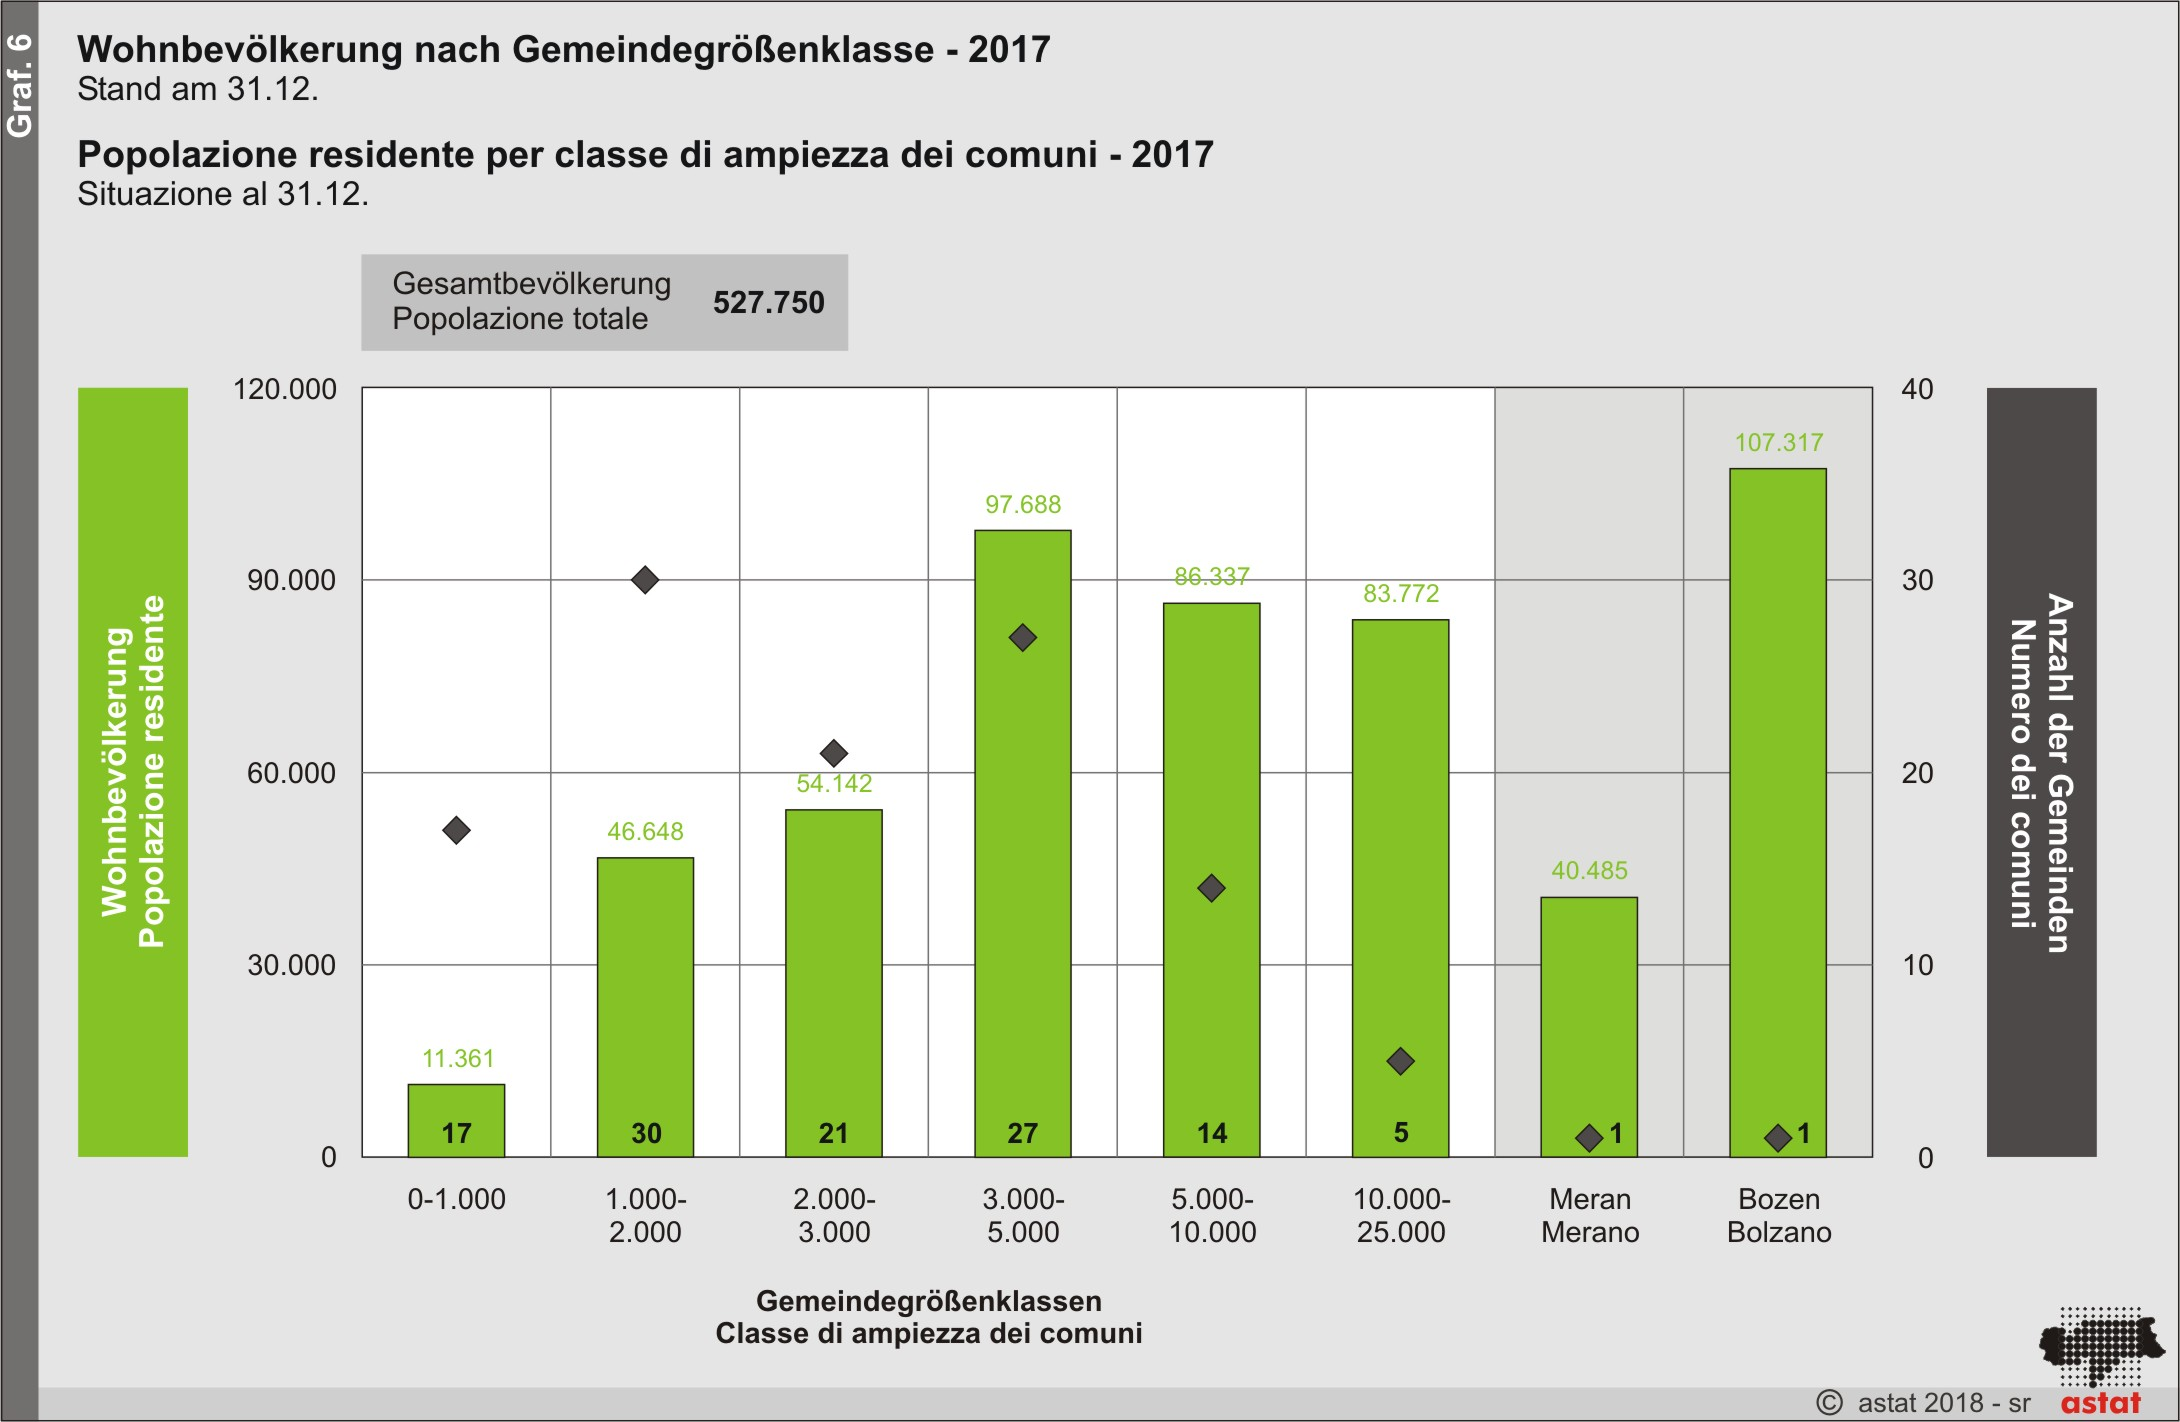 Graf. 6
Wohnbevölkerung nach Gemeindegrößenklasse - 2017
Stand am 31.12.
Popolazione residente per classe di ampiezza dei comuni - 2017
Situazione al 31.12.
Gesamtbevölkerung
Popolazione totale
527.750
Wohnbevölkerung
Popolazione residente
120.000
90.000
60.000
30.000
0
11.361
46.648
54.142
97.688
86.337
83.772
40.485
107.317
17
30
21
27
14
5
1
1
40
30
20
10
0
Anzahl der Gemeinden
Numero dei comuni
0-1.000
1.000-
2.000
2.000-
3.000
3.000-
5.000
5.000-
10.000
10.000-
25.000
Meran
Merano
Bozen
Bolzano
Gemeindegrößenklassen
Classe di ampiezza dei comuni
© astat 2018 - sr
astat